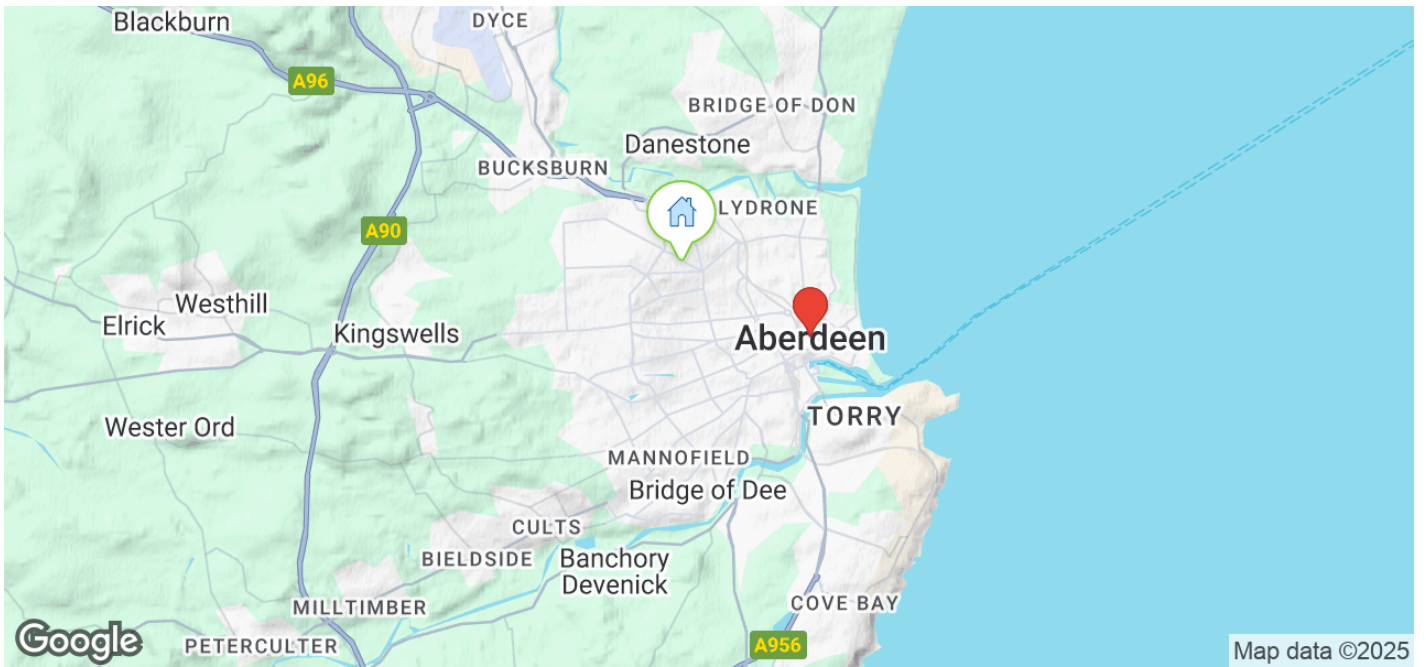 Blackburn
DYCE
A96
BRIDGE OF DON
Danestone
BUCKSBURN
LYDRONE
A90
Westhill
Elrick
Kingswells
Aberdeen
TORRY
Wester Ord
MANNOFIELD
Bridge of Dee
CULTS
BIELDSIDE
Banchory
Devenick
MILLTIMBER
COVE BAY
PETERCULTER
A956
Google
Map data ©2025